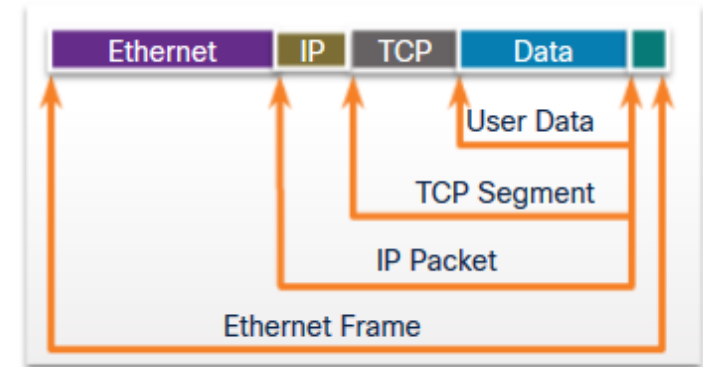 Ethernet IP TCP Data
User Data
TCP Segment
IP Packet
Ethernet Frame